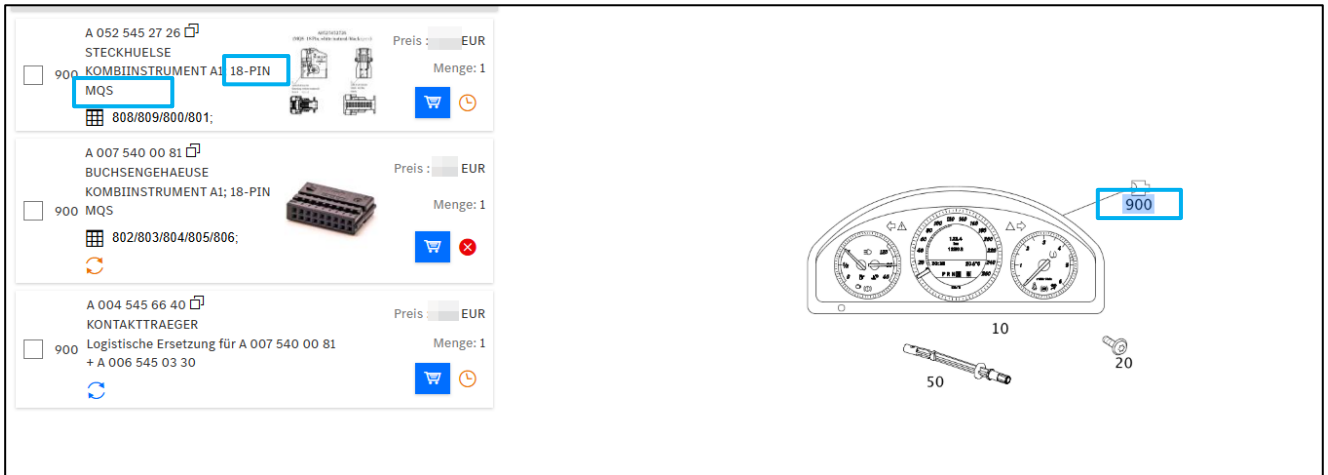 A 052 545 27 26
STECKHUELSE
900 KOMBIINSTRUMENT A1; 18-PIN
MQS
808/809/800/801;
Preis : EUR
Menge: 1
A 007 540 00 81
BUCHSENGEHAEUSE
KOMBIINSTRUMENT A1; 18-PIN
900 MQS
802/803/804/805/806;
Preis : EUR
Menge: 1
A 004 545 66 40
KONTAKTTRAEGER
900 Logistische Ersetzung für A 007 540 00 81
+ A 006 545 03 30
Preis : EUR
Menge: 1
900
10
20
50